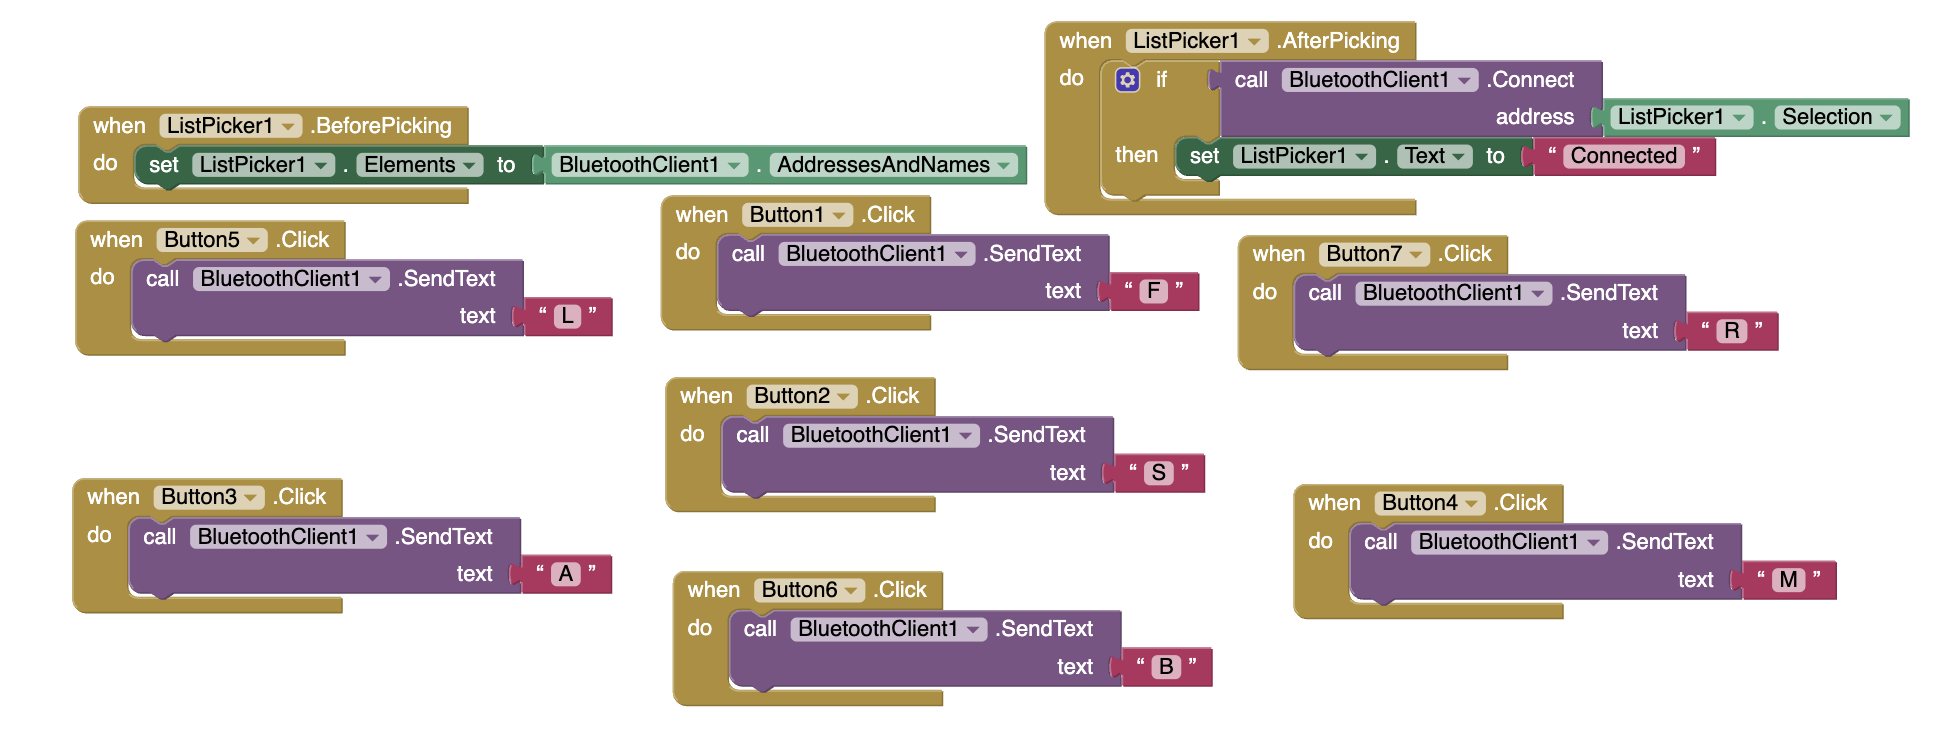 when ListPicker1 .BeforePicking
do set ListPicker1 . Elements to BluetoothClient1 . AddressesAndNames
when ListPicker1 .AfterPicking
do if call BluetoothClient1 .Connect
address ListPicker1 . Selection
then set ListPicker1 . Text to “ Connected ”
when Button5 .Click
do call BluetoothClient1 .SendText
text “ L ”
when Button1 .Click
do call BluetoothClient1 .SendText
text “ F ”
when Button7 .Click
do call BluetoothClient1 .SendText
text “ R ”
when Button2 .Click
do call BluetoothClient1 .SendText
text “ S ”
when Button3 .Click
do call BluetoothClient1 .SendText
text “ A ”
when Button4 .Click
do call BluetoothClient1 .SendText
text “ M ”
when Button6 .Click
do call BluetoothClient1 .SendText
text “ B ”